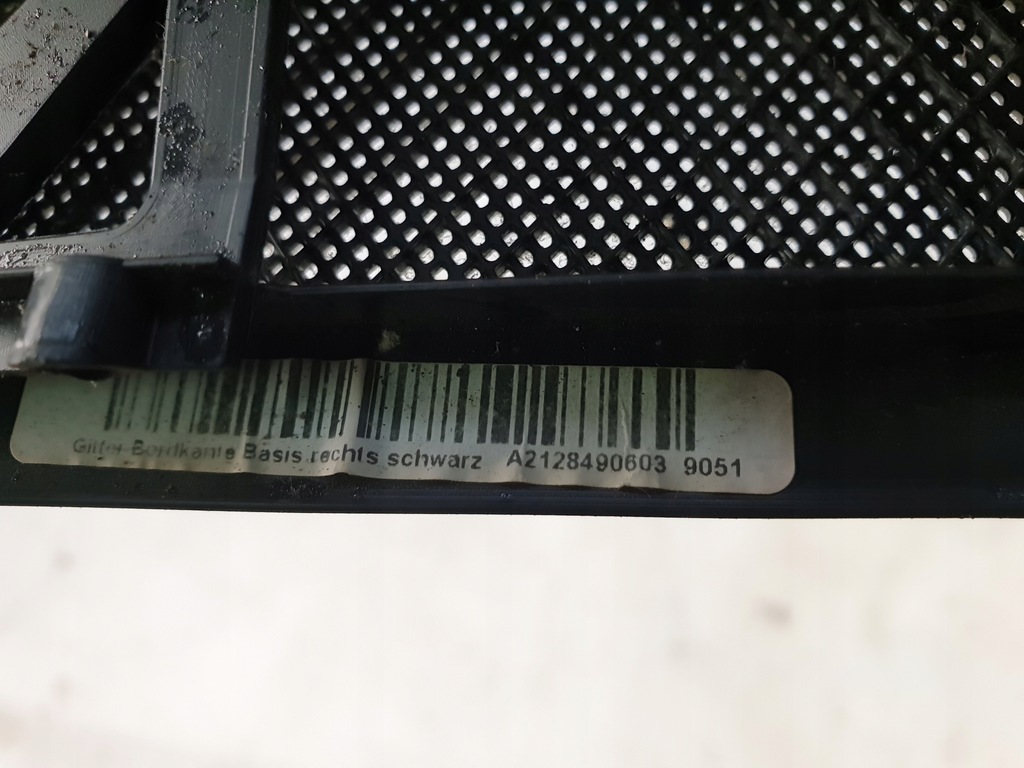 Gitter Bordkante Basis rechts schwarz A2128490603 9051